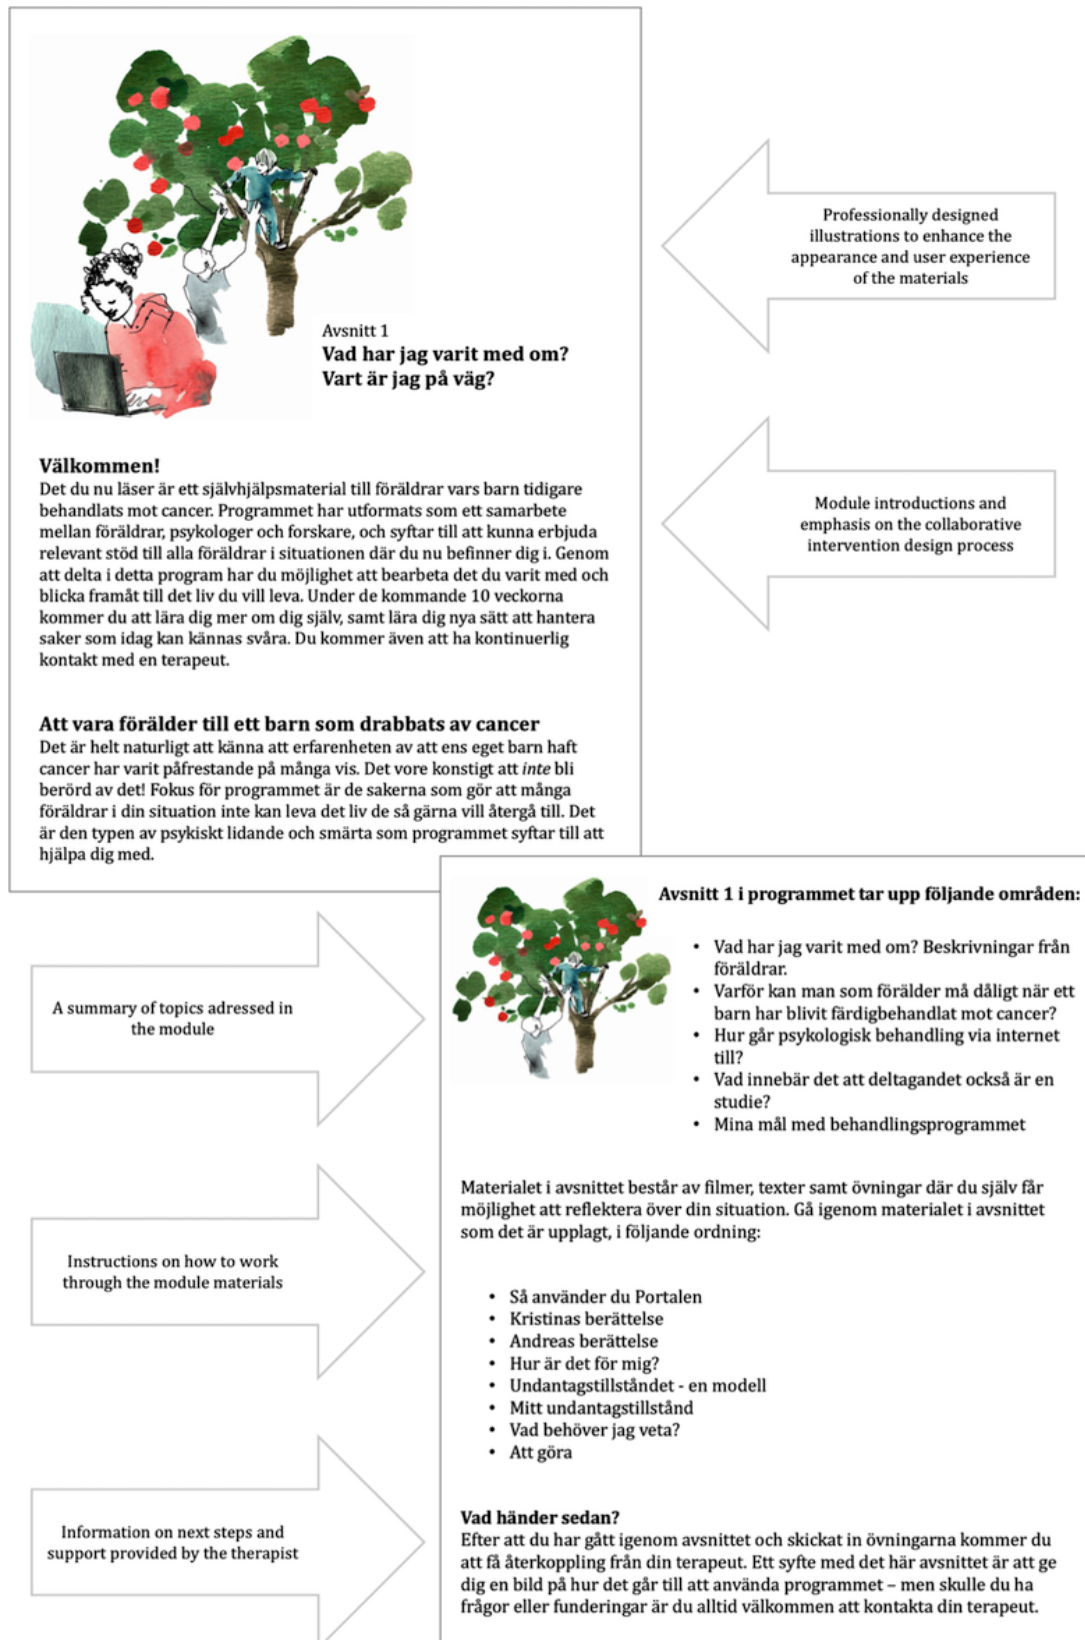 Avsnitt 1
Vad har jag varit med om?
Vart är jag på väg?
Välkommen!
Det du nu läser är ett självhjälpsmaterial till föräldrar vars barn tidigare
behandlats mot cancer. Programmet har utformats som ett samarbete
mellan föräldrar, psykologer och forskare, och syftar till att kunna erbjuda
relevant stöd till alla föräldrar i situationen där du nu befinner dig i. Genom
att delta i detta program har du möjlighet att bearbeta det du varit med och
blicka framåt till det liv du vill leva. Under de kommande 10 veckorna
kommer du att lära dig mer om dig själv, samt lära dig nya sätt att hantera
saker som idag kan kännas svåra. Du kommer även att ha kontinuerlig
kontakt med en terapeut.
Att vara förälder till ett barn som drabbats av cancer
Det är helt naturligt att känna att erfarenheten av att ens eget barn haft
cancer har varit påfrestande på många vis. Det vore konstigt att inte bli
berörd av det! Fokus för programmet är de sakerna som gör att många
föräldrar i din situation inte kan leva det liv de så gärna vill återgå till. Det
är den typen av psykiskt lidande och smärta som programmet syftar till att
hjälpa dig med.
Professionally designed
illustrations to enhance the
appearance and user experience
of the materials
Module introductions and
emphasis on the collaborative
intervention design process
A summary of topics adressed in
the module
Instructions on how to work
through the module materials
Information on next steps and
support provided by the therapist
Avsnitt 1 i programmet tar upp följande områden:
• Vad har jag varit med om? Beskrivningar från
föräldrar.
• Varför kan man som förälder må dåligt när ett
barn har blivit färdigbehandlat mot cancer?
• Hur går psykologisk behandling via internet
till?
• Vad innebär det att deltagandet också är en
studie?
• Mina mål med behandlingsprogrammet
Materialet i avsnittet består av filmer, texter samt övningar där du själv får
möjlighet att reflektera över din situation. Gå igenom materialet i avsnittet
som det är upplagt, i följande ordning:
• Så använder du Portalen
• Kristinas berättelse
• Andreas berättelse
• Hur är det för mig?
• Undantagstillståndet - en modell
• Mitt undantagstillstånd
• Vad behöver jag veta?
• Att göra
Vad händer sedan?
Efter att du har gått igenom avsnittet och skickat in övningarna kommer du
att få återkoppling från din terapeut. Ett syfte med det här avsnittet är att ge
dig en bild på hur det går till att använda programmet – men skulle du ha
frågor eller funderingar är du alltid välkommen att kontakta din terapeut.